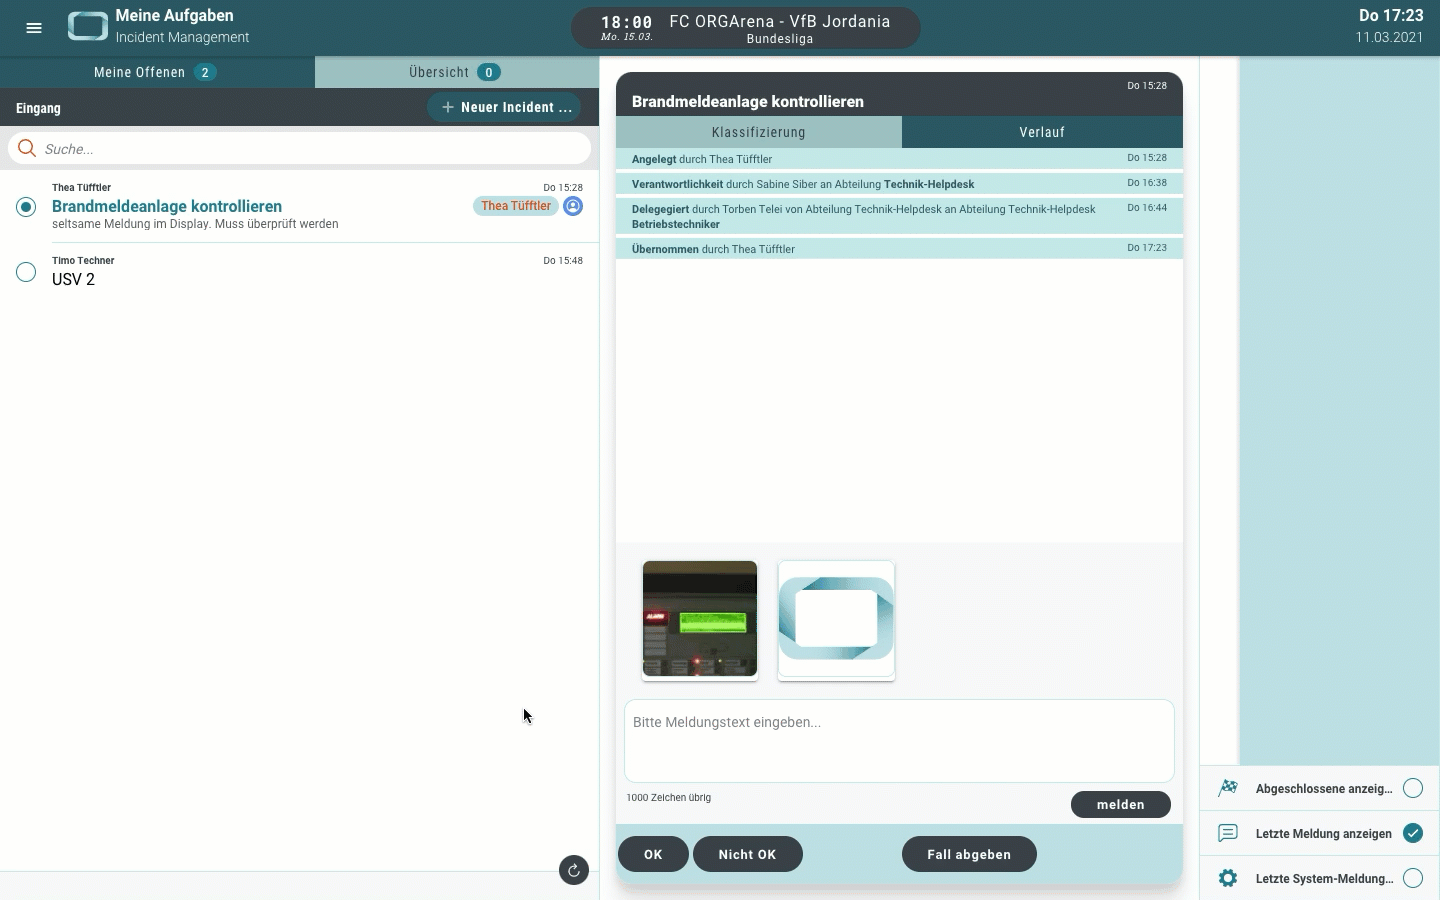 Meine Aufgaben
Incident Management
18:00
Mo. 15.03.
FC ORGArena - VfB Jordania
Bundesliga
Do 17:23
11.03.2021
Meine Offenen 2
Übersicht 0
Eingang
+ Neuer Incident ...
Suche...
Thea Tüfftler
Do 15:28
Brandmeldeanlage kontrollieren
Thea Tüfftler
seltsame Meldung im Display. Muss überprüft werden
Timo Techner
Do 15:48
USV 2
Do 15:28
Brandmeldeanlage kontrollieren
Klassifizierung
Verlauf
Angelegt durch Thea Tüfftler
Do 15:28
Verantwortlichkeit durch Sabine Siber an Abteilung Technik-Helpdesk
Do 16:38
Delegegiert durch Torben Telei von Abteilung Technik-Helpdesk an Abteilung Technik-Helpdesk
Do 16:44
Betriebstechniker
Übernommen durch Thea Tüfftler
Do 17:23
Bitte Meldungstext eingeben...
1000 Zeichen übrig
melden
OK
Nicht OK
Fall abgeben
Abgeschlossene anzeig...
Letzte Meldung anzeigen
Letzte System-Meldung...